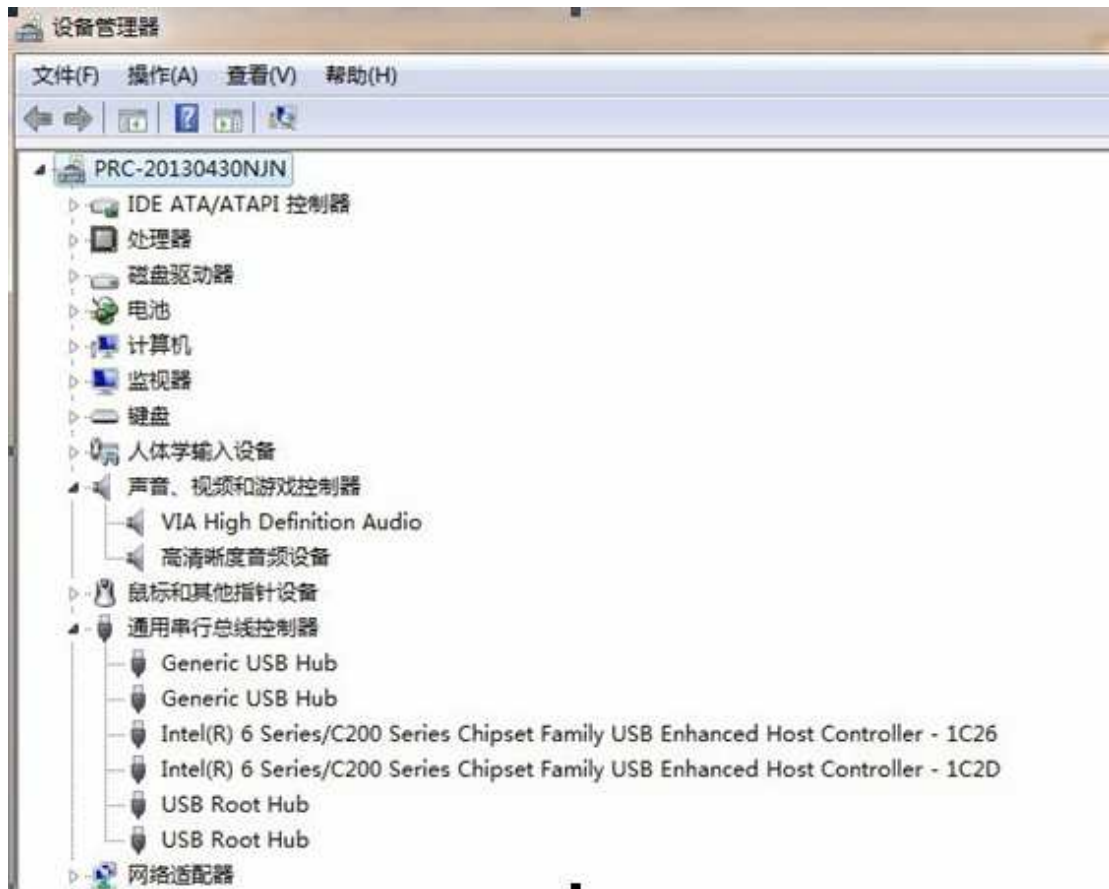 设备管理器
文件(F) 操作(A) 查看(V) 帮助(H)
PRC-20130430NJN
IDE ATA/ATAPI 控制器
处理器
磁盘驱动器
电池
计算机
监视器
键盘
人体学输入设备
声音、视频和游戏控制器
VIA High Definition Audio
高清晰度音频设备
鼠标和其他指针设备
通用串行总线控制器
Generic USB Hub
Generic USB Hub
Intel(R) 6 Series/C200 Series Chipset Family USB Enhanced Host Controller - 1C26
Intel(R) 6 Series/C200 Series Chipset Family USB Enhanced Host Controller - 1C2D
USB Root Hub
USB Root Hub
网络适配器